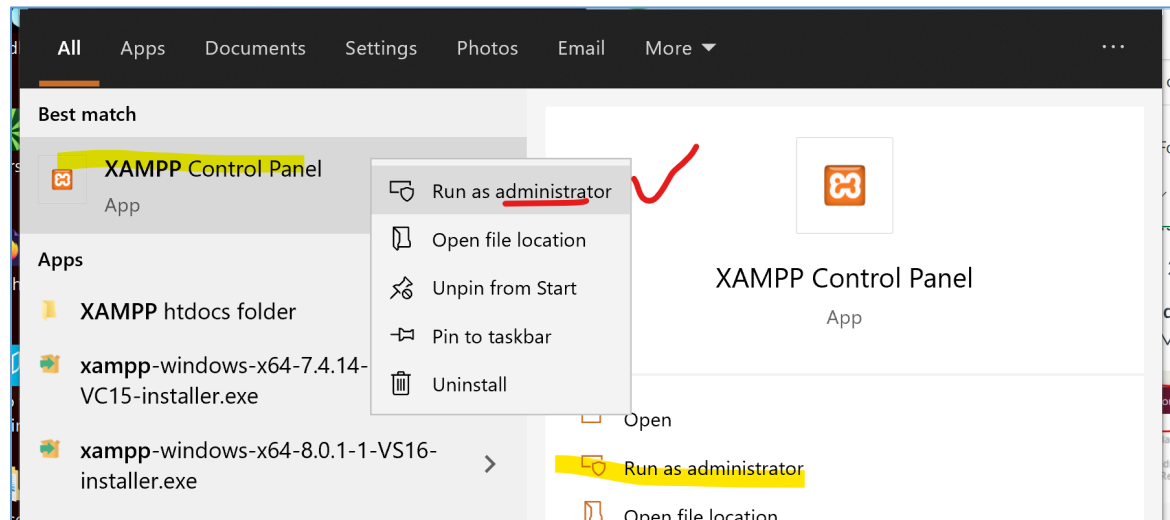 All Apps Documents Settings Photos Email More
Best match
XAMPP Control Panel
App
Apps
XAMPP htdocs folder
xampp-windows-x64-7.4.14-
VC15-installer.exe
xampp-windows-x64-8.0.1-1-VS16-
installer.exe
Run as administrator
Open file location
Unpin from Start
Pin to taskbar
Uninstall
XAMPP Control Panel
App
Open
Run as administrator
Open file location